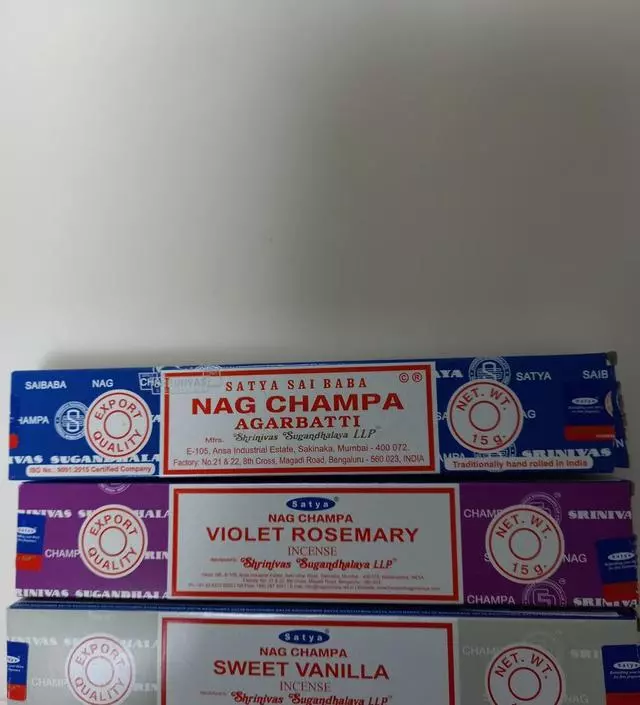 SAIBABA NAG
SATYA
SAIB
SATYA SAI BABA
© ®
NAG CHAMPA
AGARBATTI
Mfrs.
Shrinivas Sugandhalaya LLP
E-105, Ansa Industrial Estate, Sakinaka, Mumbai - 400 072.
Factory: No.21 & 22, 8th Cross, Magadi Road, Bengaluru - 560 023, INDIA
EXPORT
QUALITY
NET. WT.
15 g.
ISO No.: 9001:2015 Certified Company
Traditionally hand rolled in India
Satya
NAG CHAMPA
VIOLET ROSEMARY
INCENSE
Shrinivas Sugandhalaya LLP
EXPORT
QUALITY
NET. WT.
15 g.
CHAMPA
NAG
Satya
NAG CHAMPA
SWEET VANILLA
INCENSE
Shrinivas Sugandhalaya LLP
EXPORT
QUALITY
NET. WT.